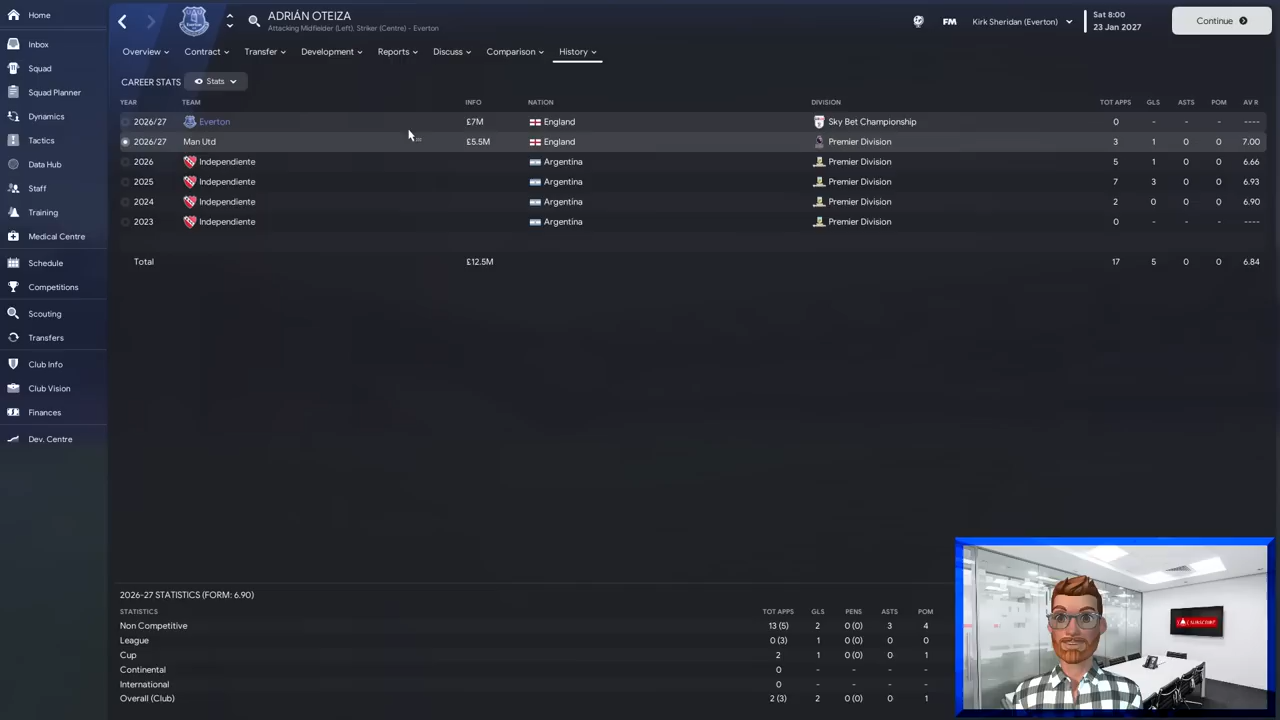 Home
Inbox
Squad
Squad Planner
Dynamics
Tactics
Data Hub
Staff
Training
Medical Centre
Schedule
Competitions
Scouting
Transfers
Club Info
Club Vision
Finances
Dev. Centre
Everton
ADRIÁN OTEIZA
Attacking Midfielder (Left), Striker (Centre) - Everton
FM
Kirk Sheridan (Everton)
Sat 8:00
23 Jan 2027
Continue
Overview Contract Transfer Development Reports Discuss Comparison History
CAREER STATS Stats
YEAR TEAM INFO NATION DIVISION TOT APPS GLS ASTS POM AV R
2026/27 Everton £7M England Sky Bet Championship 0 - - - ----
2026/27 Man Utd £5.5M England Premier Division 3 1 0 0 7.00
2026 Independiente Argentina Premier Division 5 1 0 0 6.66
2025 Independiente Argentina Premier Division 7 3 0 0 6.93
2024 Independiente Argentina Premier Division 2 0 0 0 6.90
2023 Independiente Argentina Premier Division 0 - - - ----
Total £12.5M 17 5 0 0 6.84
2026-27 STATISTICS (FORM: 6.90)
STATISTICS TOT APPS GLS PENS ASTS POM
Non Competitive 13 (5) 2 0 (0) 3 4
League 0 (3) 1 0 (0) 0 0
Cup 2 1 0 (0) 0 1
Continental 0 - - - -
International 0 - - - -
Overall (Club) 2 (3) 2 0 (0) 0 1
SUBSCRIBE